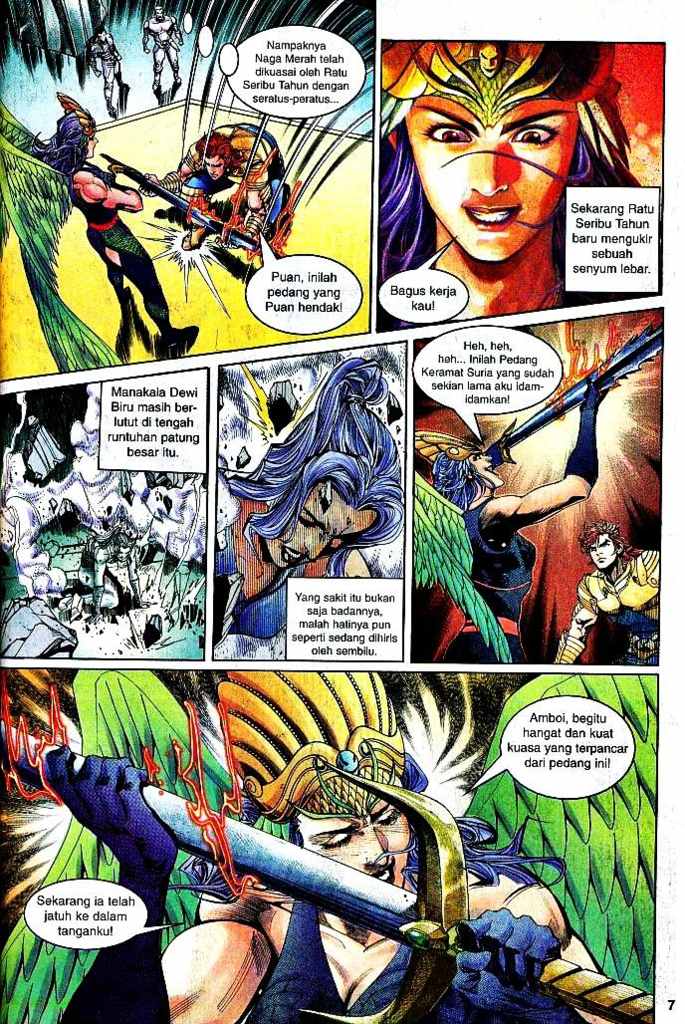 Nampaknya
Naga Merah telah
dikuasai oleh Ratu
Seribu Tahun dengan
seratus-peratus...
Puan, inilah
pedang yang
Puan hendak!
Sekarang Ratu
Seribu Tahun
baru mengukir
sebuah
senyum lebar.
Bagus kerja
kau!
Manakala Dewi
Biru masih ber-
lutut di tengah
runtuhan patung
besar itu.
Yang sakit itu bukan
saja badannya,
malah hatinya pun
seperti sedang dihiris
oleh sembilu.
Heh, heh,
heh... Inilah Pedang
Keramat Suria yang sudah
sekian lama aku idam-
idamkan!
Amboi, begitu
hangat dan kuat
kuasa yang terpancar
dari pedang ini!
Sekarang ia telah
jatuh ke dalam
tanganku!
7